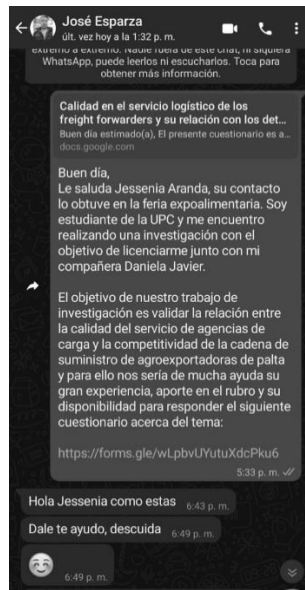 José Esparza
últ. vez hoy a la 1:32 p. m.
extremo a extremo. Nadie fuera de este chat, ni siquiera
WhatsApp, puede leerlos ni escucharlos. Toca para
obtener más información.
Calidad en el servicio logístico de los
freight forwarders y su relación con los det...
Buen día estimado(a), El presente cuestionario es a...
docs.google.com
Buen día,
Le saluda Jessenia Aranda, su contacto
lo obtuve en la feria expoalimentaria. Soy
estudiante de la UPC y me encuentro
realizando una investigación con el
objetivo de licenciarme junto con mi
compañera Daniela Javier.
El objetivo de nuestro trabajo de
investigación es validar la relación entre
la calidad del servicio de agencias de
carga y la competitividad de la cadena de
suministro de agroexportadoras de palta
y para ello nos sería de mucha ayuda su
gran experiencia, aporte en el rubro y su
disponibilidad para responder el siguiente
cuestionario acerca del tema:
https://forms.gle/wLpbvUYutuXdcPku6
5:33 p. m.
Hola Jessenia como estas 6:43 p. m.
Dale te ayudo, descuida 6:49 p. m.
6:49 p. m.